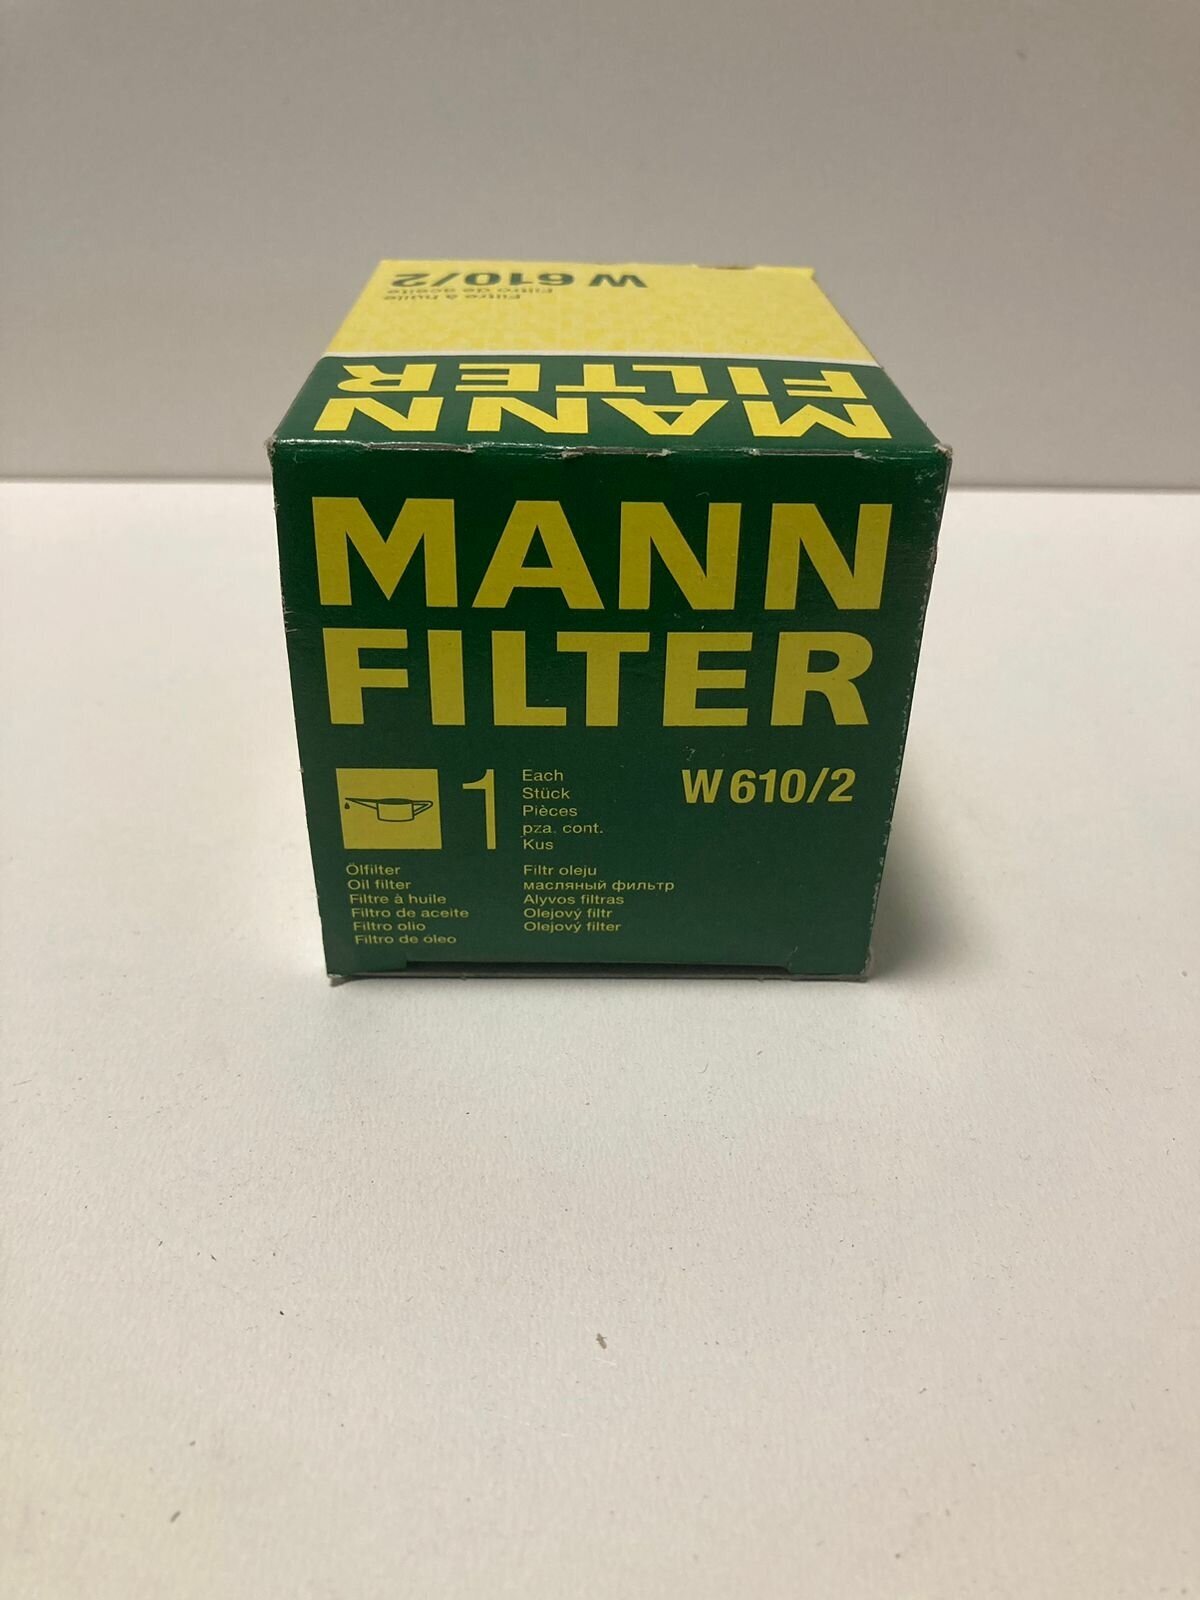 W 610/2
Filtro de aceite
Filtre à huile
MANN
FILTER
MANN
FILTER
1
Each
Stück
Pièces
pza. cont.
Kus
W 610/2
Ölfilter
Oil filter
Filtre à huile
Filtro de aceite
Filtro olio
Filtro de óleo
Filtr oleju
масляный фильтр
Alyvos filtras
Olejový filtr
Olejový filter